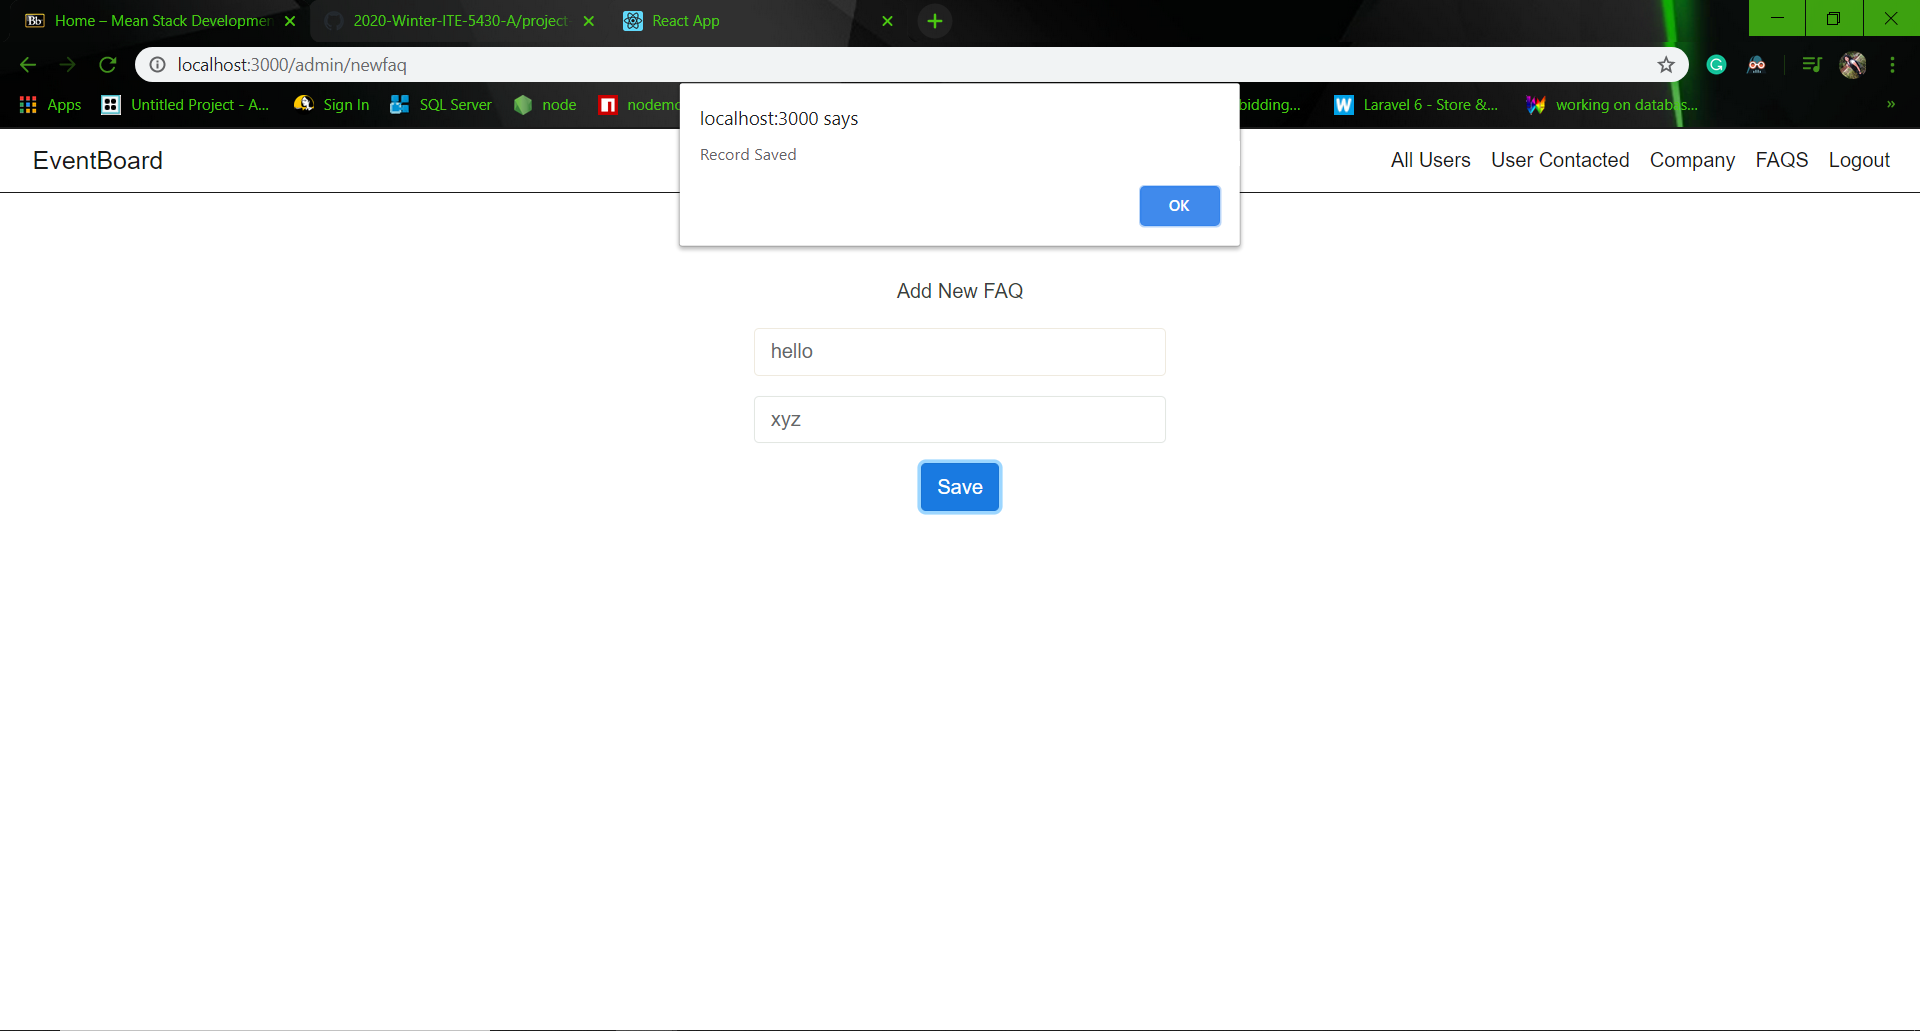 Home – Mean Stack Developmen
2020-Winter-ITE-5430-A/project
React App
localhost:3000/admin/newfaq
Apps
Untitled Project - A...
Sign In
SQL Server
node
nodemo
bidding...
Laravel 6 - Store &...
working on databas...
»
localhost:3000 says
Record Saved
OK
EventBoard
All Users
User Contacted
Company
FAQS
Logout
Add New FAQ
hello
xyz
Save